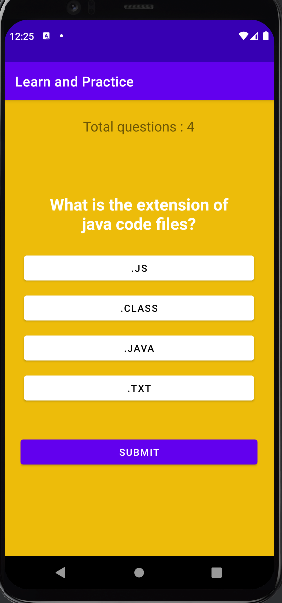 12:25
Learn and Practice
Total questions : 4
What is the extension of
java code files?
.JS
.CLASS
.JAVA
.TXT
SUBMIT